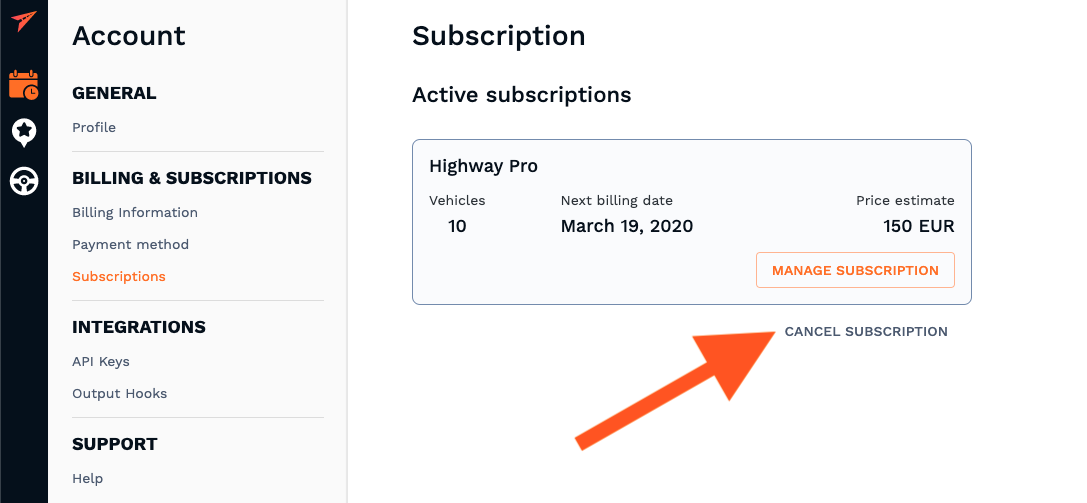 Account
GENERAL
Profile
BILLING & SUBSCRIPTIONS
Billing Information
Payment method
Subscriptions
INTEGRATIONS
API Keys
Output Hooks
SUPPORT
Help
Subscription
Active subscriptions
Highway Pro
Vehicles Next billing date Price estimate
10 March 19, 2020 150 EUR
MANAGE SUBSCRIPTION
CANCEL SUBSCRIPTION